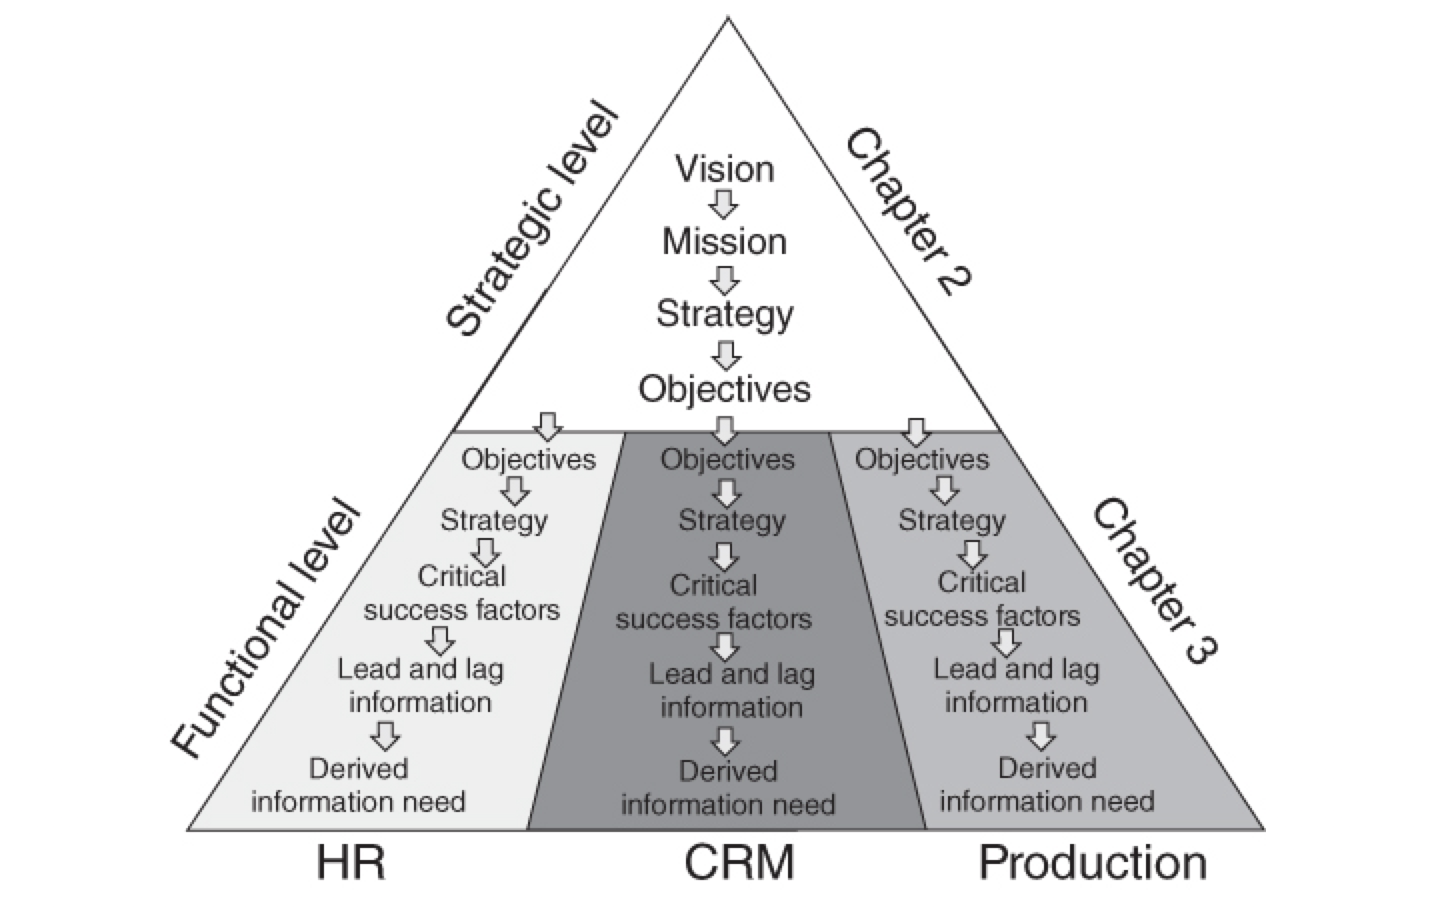 Strategic level
Chapter 2
Vision
Mission
Strategy
Objectives
Functional level
Chapter 3
Objectives
Strategy
Critical
success factors
Lead and lag
information
Derived
information need
HR
Objectives
Strategy
Critical
success factors
Lead and lag
information
Derived
information need
CRM
Objectives
Strategy
Critical
success factors
Lead and lag
information
Derived
information need
Production